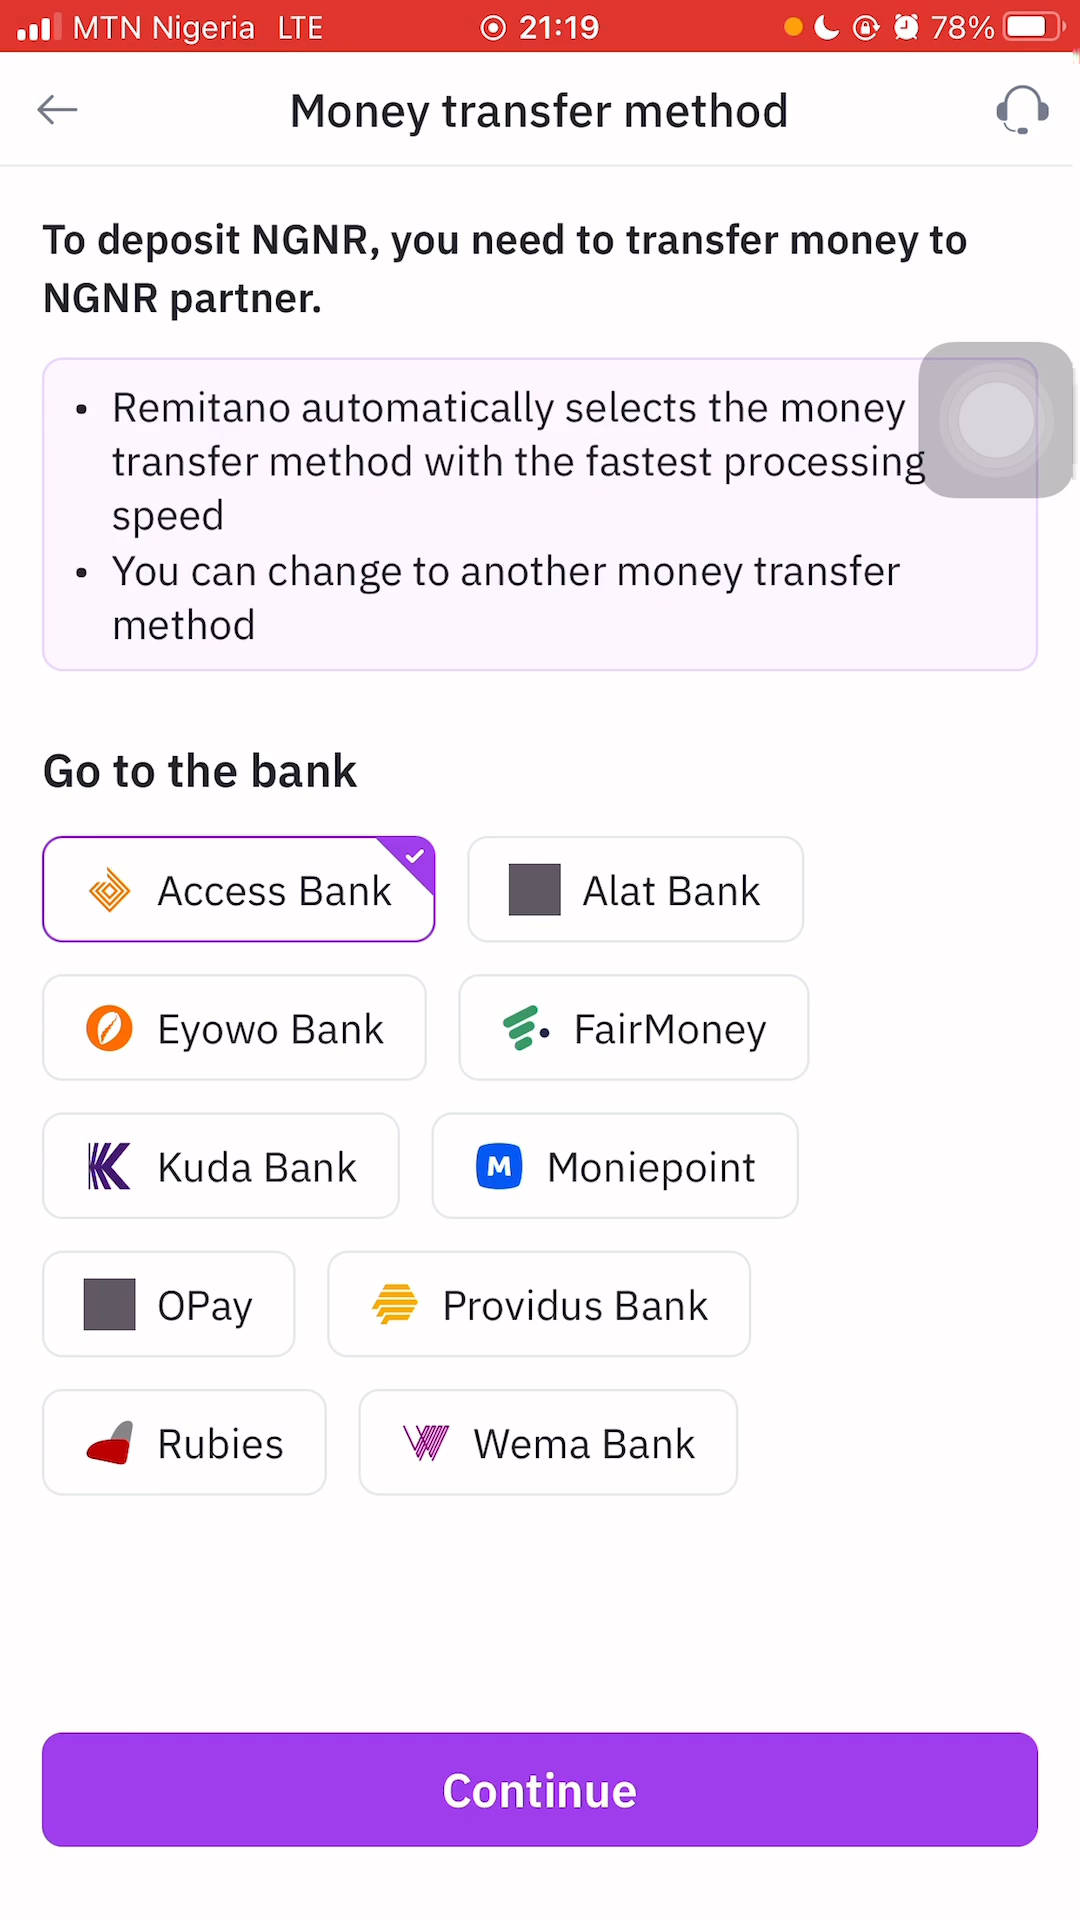 MTN Nigeria LTE 21:19 78%
Money transfer method
To deposit NGNR, you need to transfer money to
NGNR partner.
• Remitano automatically selects the money
transfer method with the fastest processing
speed
• You can change to another money transfer
method
Go to the bank
Access Bank Alat Bank
Eyowo Bank FairMoney
Kuda Bank M Moniepoint
OPay Providus Bank
Rubies Wema Bank
Continue